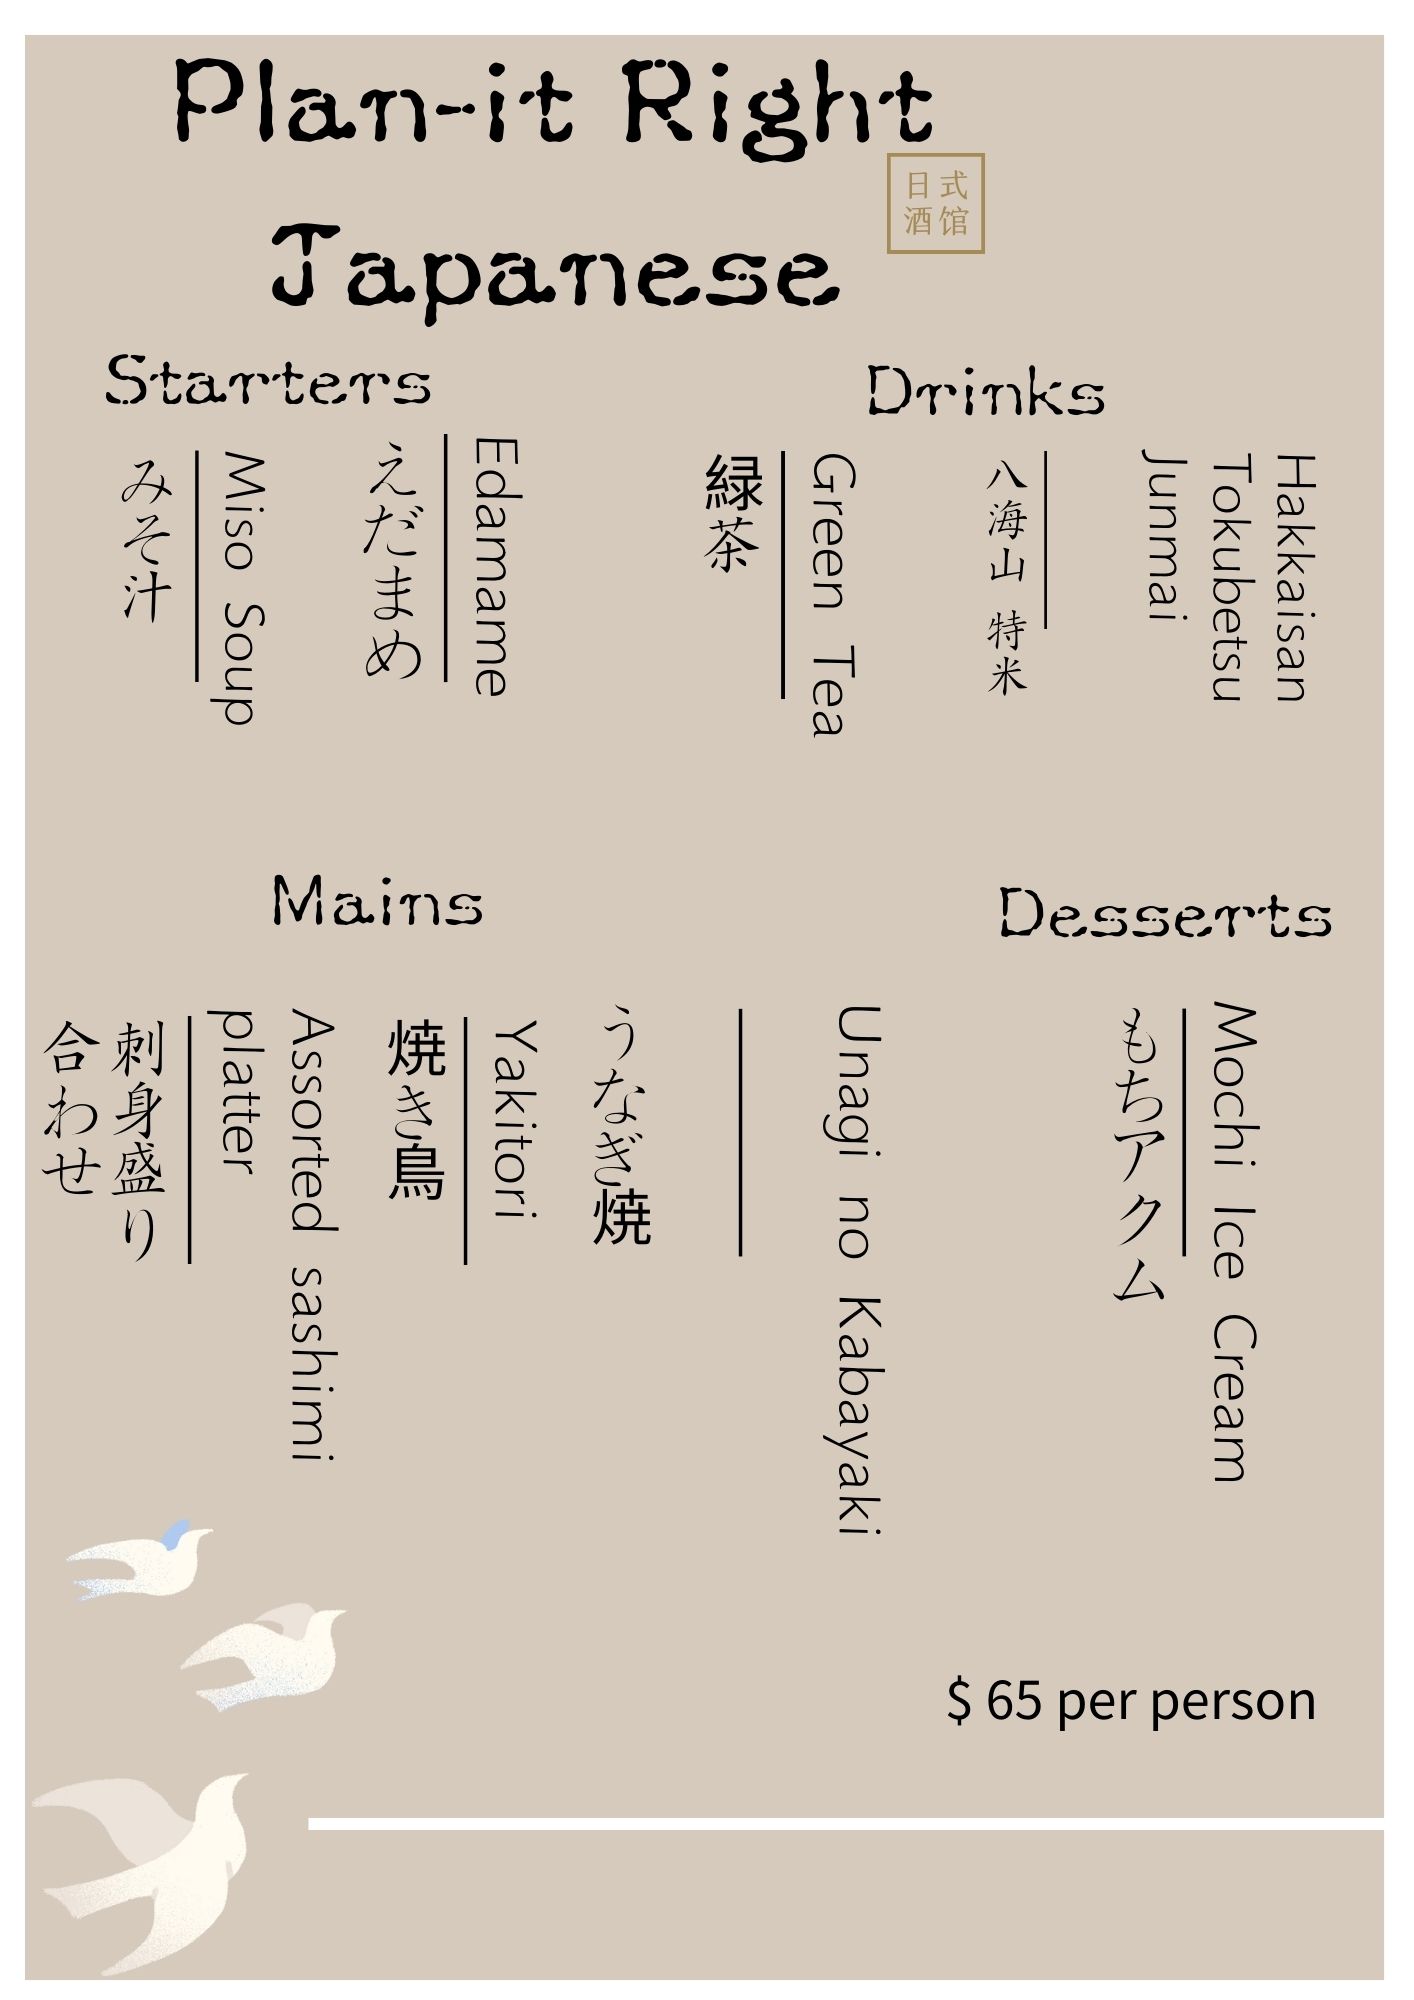 Plan-it Right
Japanese
日式
酒馆
Starters
みそ汁
Miso Soup
えだまめ
Edamame
Drinks
緑茶
Green Tea
八海山 特米
Hakkaisan
Tokubetsu
Junmai
Mains
刺身盛り
合わせ
Assorted sashimi
platter
焼き鳥
Yakitori
うなぎ焼
Unagi no Kabayaki
Desserts
もちアクム
Mochi Ice Cream
$ 65 per person